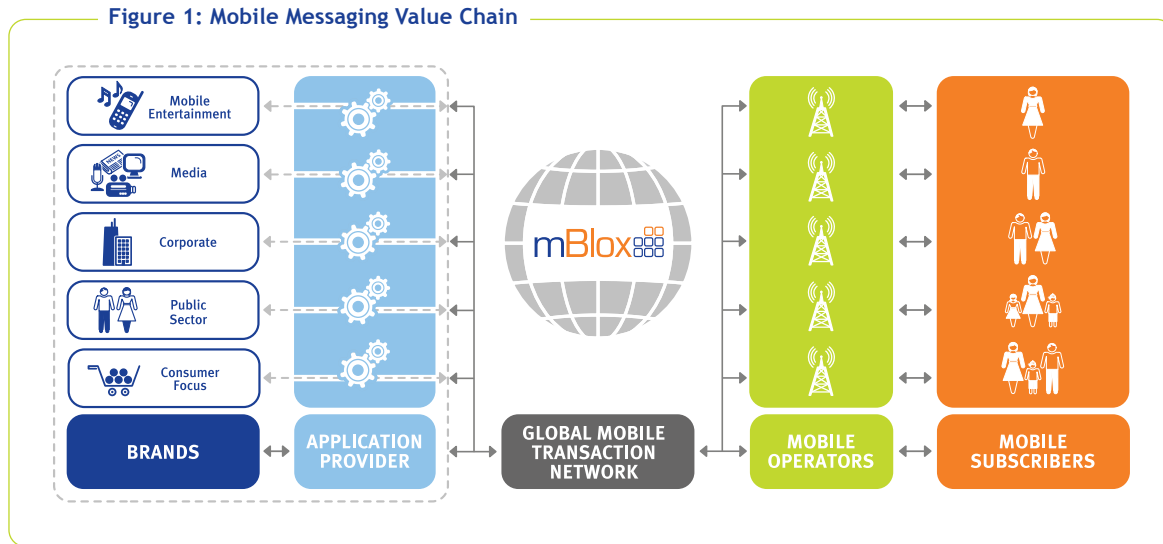 Figure 1: Mobile Messaging Value Chain
Mobile
Entertainment
NEWS
Media
Corporate
Public
Sector
Consumer
Focus
mBlox
BRANDS
APPLICATION
PROVIDER
GLOBAL MOBILE
TRANSACTION
NETWORK
MOBILE
OPERATORS
MOBILE
SUBSCRIBERS